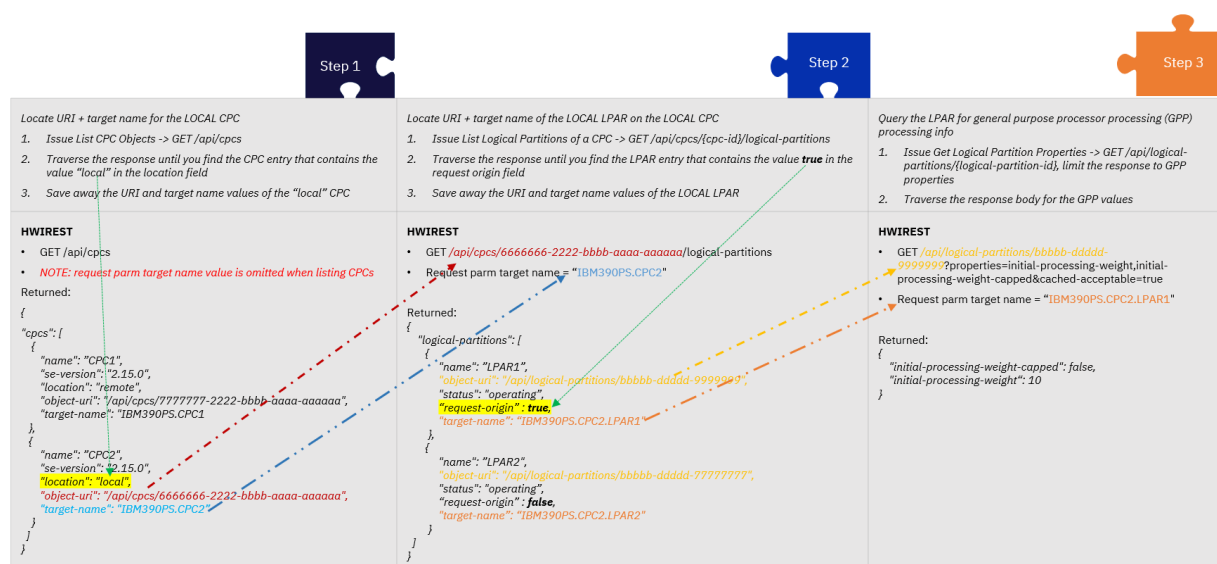 Step 1
Step 2
Step 3
Locate URI + target name for the LOCAL CPC
1. Issue List CPC Objects -> GET /api/cpcs
2. Traverse the response until you find the CPC entry that contains the
value “local” in the location field
3. Save away the URI and target name values of the “local” CPC
Locate URI + target name of the LOCAL LPAR on the LOCAL CPC
1. Issue List Logical Partitions of a CPC -> GET /api/cpcs/{cpc-id}/logical-partitions
2. Traverse the response until you find the LPAR entry that contains the value true in the
request origin field
3. Save away the URI and target name values of the LOCAL LPAR
Query the LPAR for general purpose processor processing (GPP)
processing info
1. Issue Get Logical Partition Properties -> GET /api/logical-
partitions/{logical-partition-id}, limit the response to GPP
properties
2. Traverse the response body for the GPP values
HWIREST
• GET /api/cpcs
• NOTE: request parm target name value is omitted when listing CPCs
Returned:
{
"cpcs": [
{
"name": "CPC1",
"se-version": "2.15.0",
"location": "remote",
"object-uri": "/api/cpcs/7777777-2222-bbbb-aaaa-aaaaaa",
"target-name": "IBM390PS.CPC1
},
{
"name": "CPC2",
"se-version": "2.15.0",
"location": "local",
"object-uri": "/api/cpcs/6666666-2222-bbbb-aaaa-aaaaaa",
"target-name": "IBM390PS.CPC2"
}
]
}
HWIREST
• GET /api/cpcs/6666666-2222-bbbb-aaaa-aaaaaa/logical-partitions
• Request parm target name = “IBM390PS.CPC2"
Returned:
{
"logical-partitions": [
{
"name": ”LPAR1”,
"object-uri": "/api/logical-partitions/bbbbb-ddddd-9999999",
"status": "operating”,
“request-origin” : true,
"target-name": “IBM390PS.CPC2.LPAR1"
},
{
"name": “LPAR2",
"object-uri": "/api/logical-partitions/bbbbb-ddddd-77777777",
"status": "operating”,
“request-origin” : false,
"target-name": “IBM390PS.CPC2.LPAR2"
}
]
}
HWIREST
• GET /api/logical-partitions/bbbbb-ddddd-
9999999?properties=initial-processing-weight,initial-
processing-weight-capped&cached-acceptable=true
• Request parm target name = “IBM390PS.CPC2.LPAR1"
Returned:
{
"initial-processing-weight-capped": false,
"initial-processing-weight“: 10
}